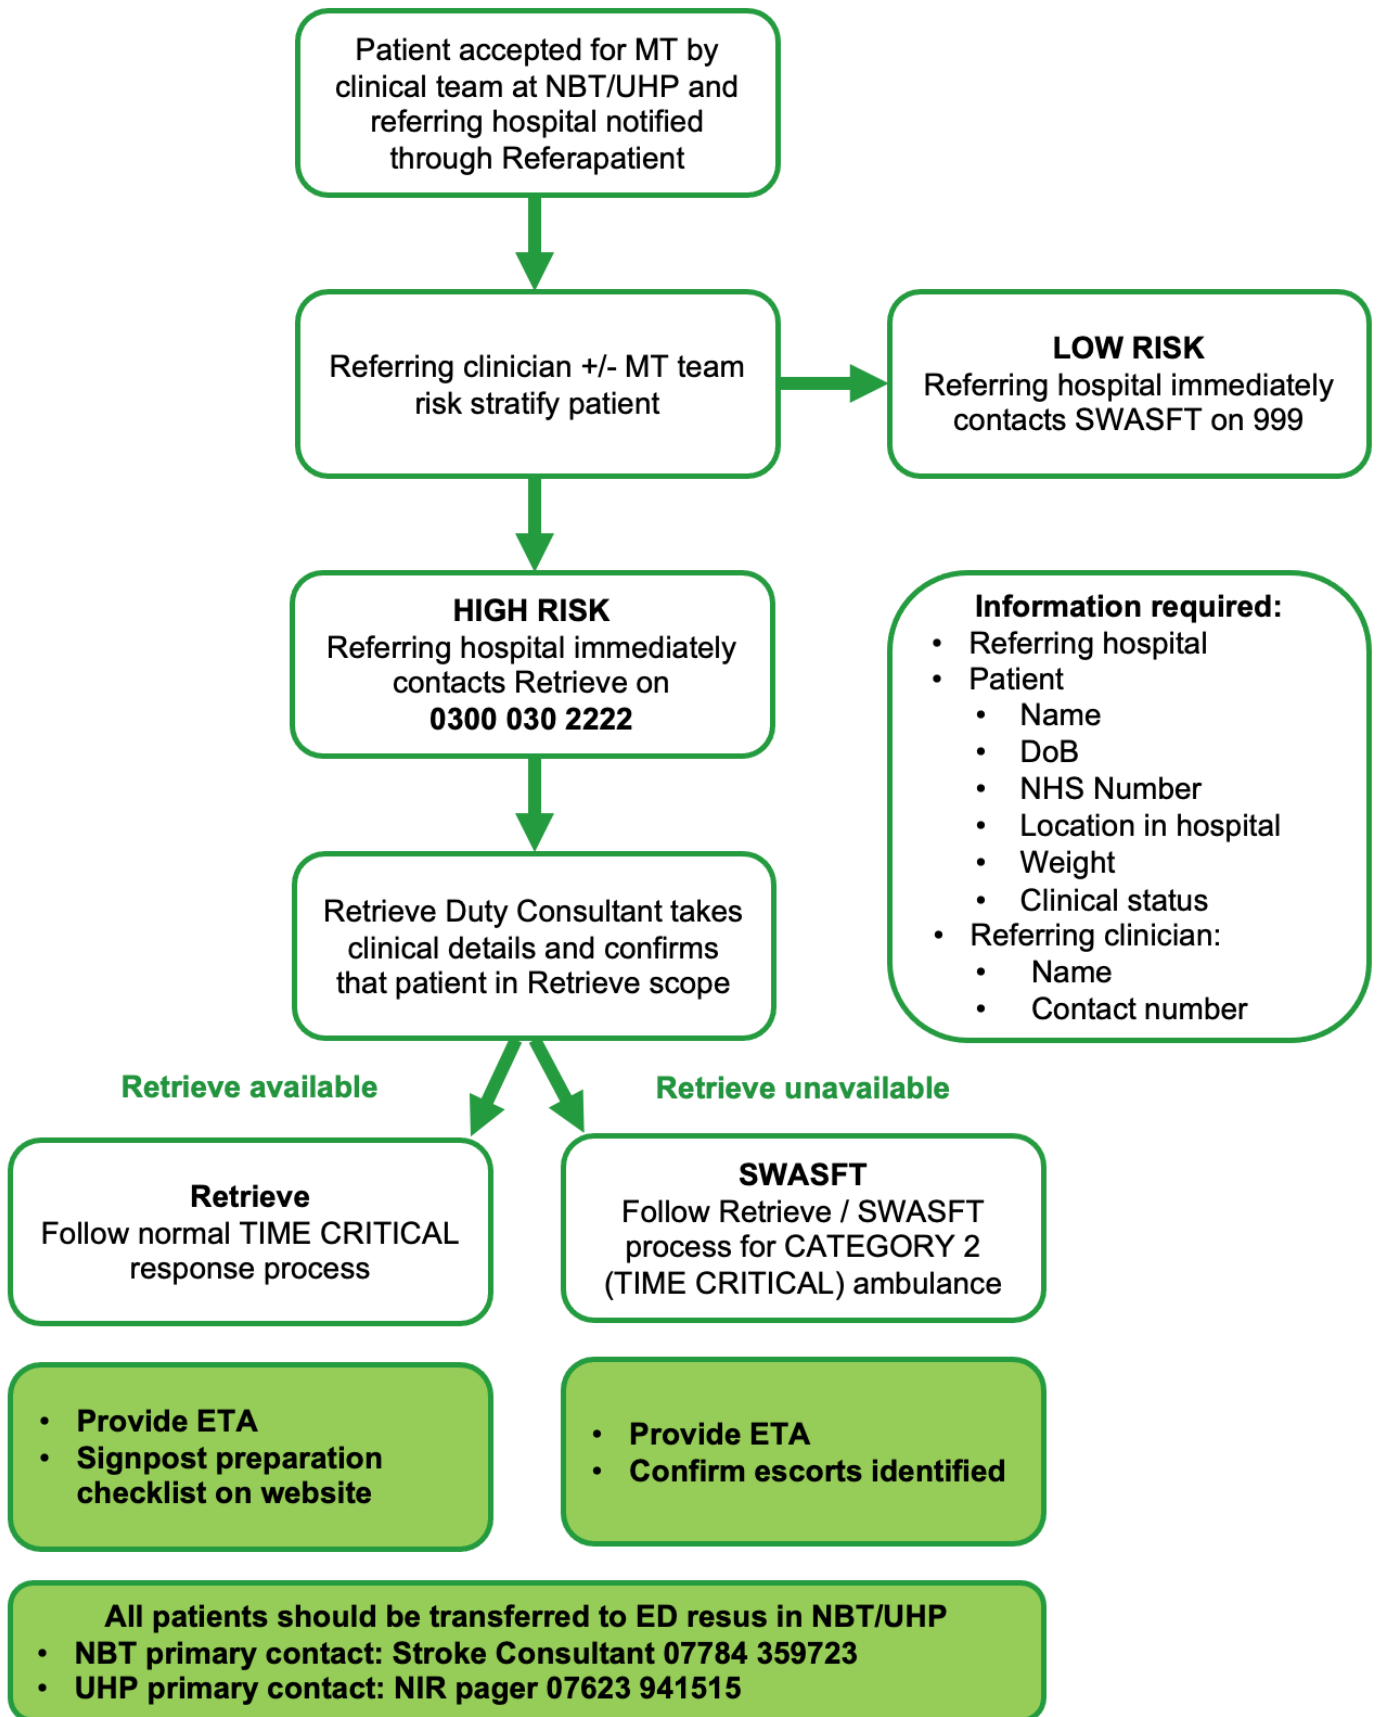 Patient accepted for MT by
clinical team at NBT/UHP and
referring hospital notified
through Referapatient
Referring clinician +/- MT team
risk stratify patient
LOW RISK
Referring hospital immediately
contacts SWASFT on 999
HIGH RISK
Referring hospital immediately
contacts Retrieve on
0300 030 2222
Information required:
• Referring hospital
• Patient
• Name
• DoB
• NHS Number
• Location in hospital
• Weight
• Clinical status
• Referring clinician:
• Name
• Contact number
Retrieve Duty Consultant takes
clinical details and confirms
that patient in Retrieve scope
Retrieve available
Retrieve unavailable
Retrieve
Follow normal TIME CRITICAL
response process
SWASFT
Follow Retrieve / SWASFT
process for CATEGORY 2
(TIME CRITICAL) ambulance
• Provide ETA
• Signpost preparation
checklist on website
• Provide ETA
• Confirm escorts identified
All patients should be transferred to ED resus in NBT/UHP
• NBT primary contact: Stroke Consultant 07784 359723
• UHP primary contact: NIR pager 07623 941515